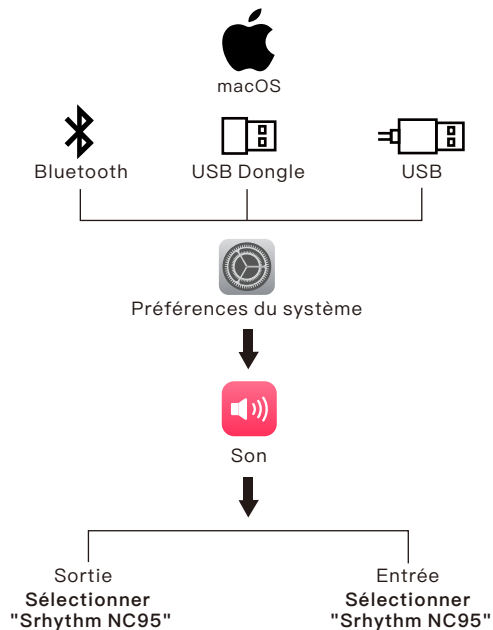 macOS
Bluetooth
USB Dongle
USB
Préférences du système
Son
Sortie
Sélectionner
"Srhythm NC95"
Entrée
Sélectionner
"Srhythm NC95"